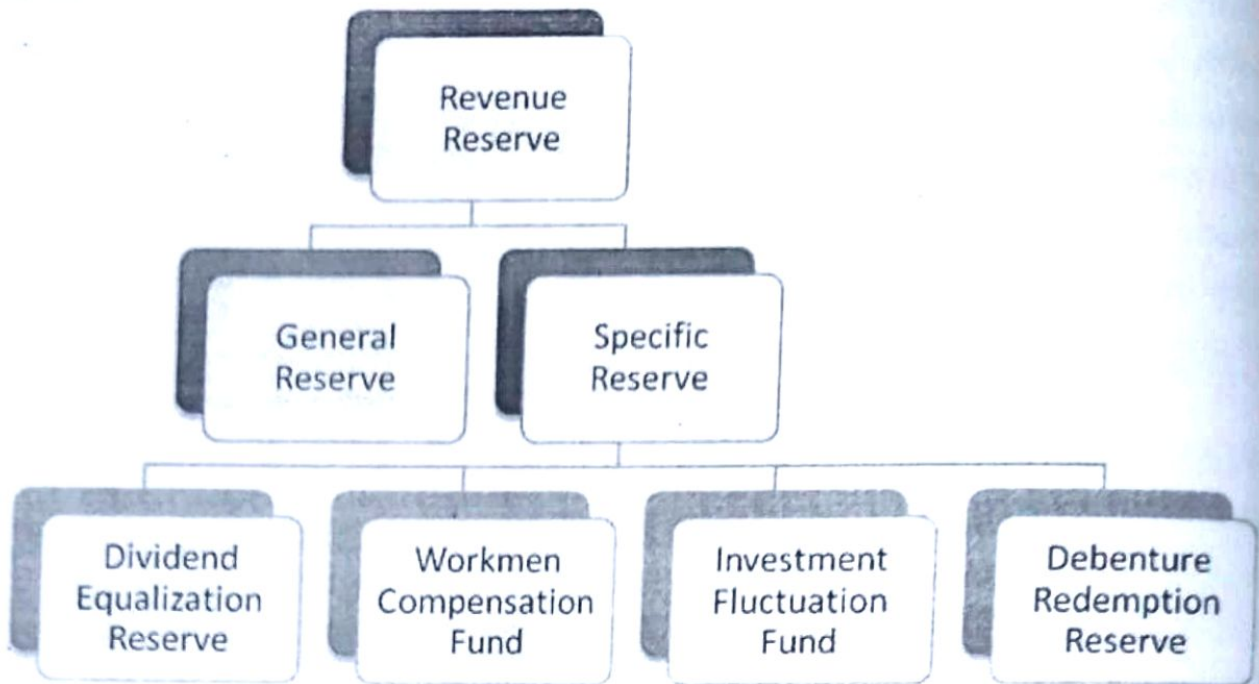 Revenue
Reserve
General
Reserve
Specific
Reserve
Dividend
Equalization
Reserve
Workmen
Compensation
Fund
Investment
Fluctuation
Fund
Debenture
Redemption
Reserve